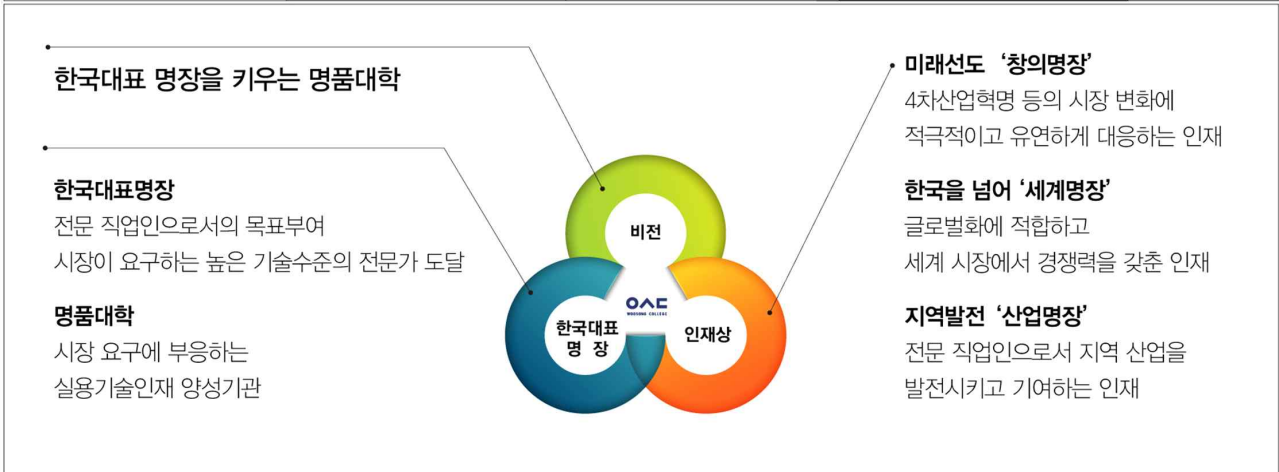 한국대표 명장을 키우는 명품대학
한국대표명장
전문 직업인으로서의 목표부여
시장이 요구하는 높은 기술수준의 전문가 도달
명품대학
시장 요구에 부응하는
실용기술인재 양성기관
비전
한국대표
명 장
인재상
WOOSONG COLLEGE
미래선도 ‘창의명장’
4차산업혁명 등의 시장 변화에
적극적이고 유연하게 대응하는 인재
한국을 넘어 ‘세계명장’
글로벌화에 적합하고
세계 시장에서 경쟁력을 갖춘 인재
지역발전 ‘산업명장’
전문 직업인으로서 지역 산업을
발전시키고 기여하는 인재